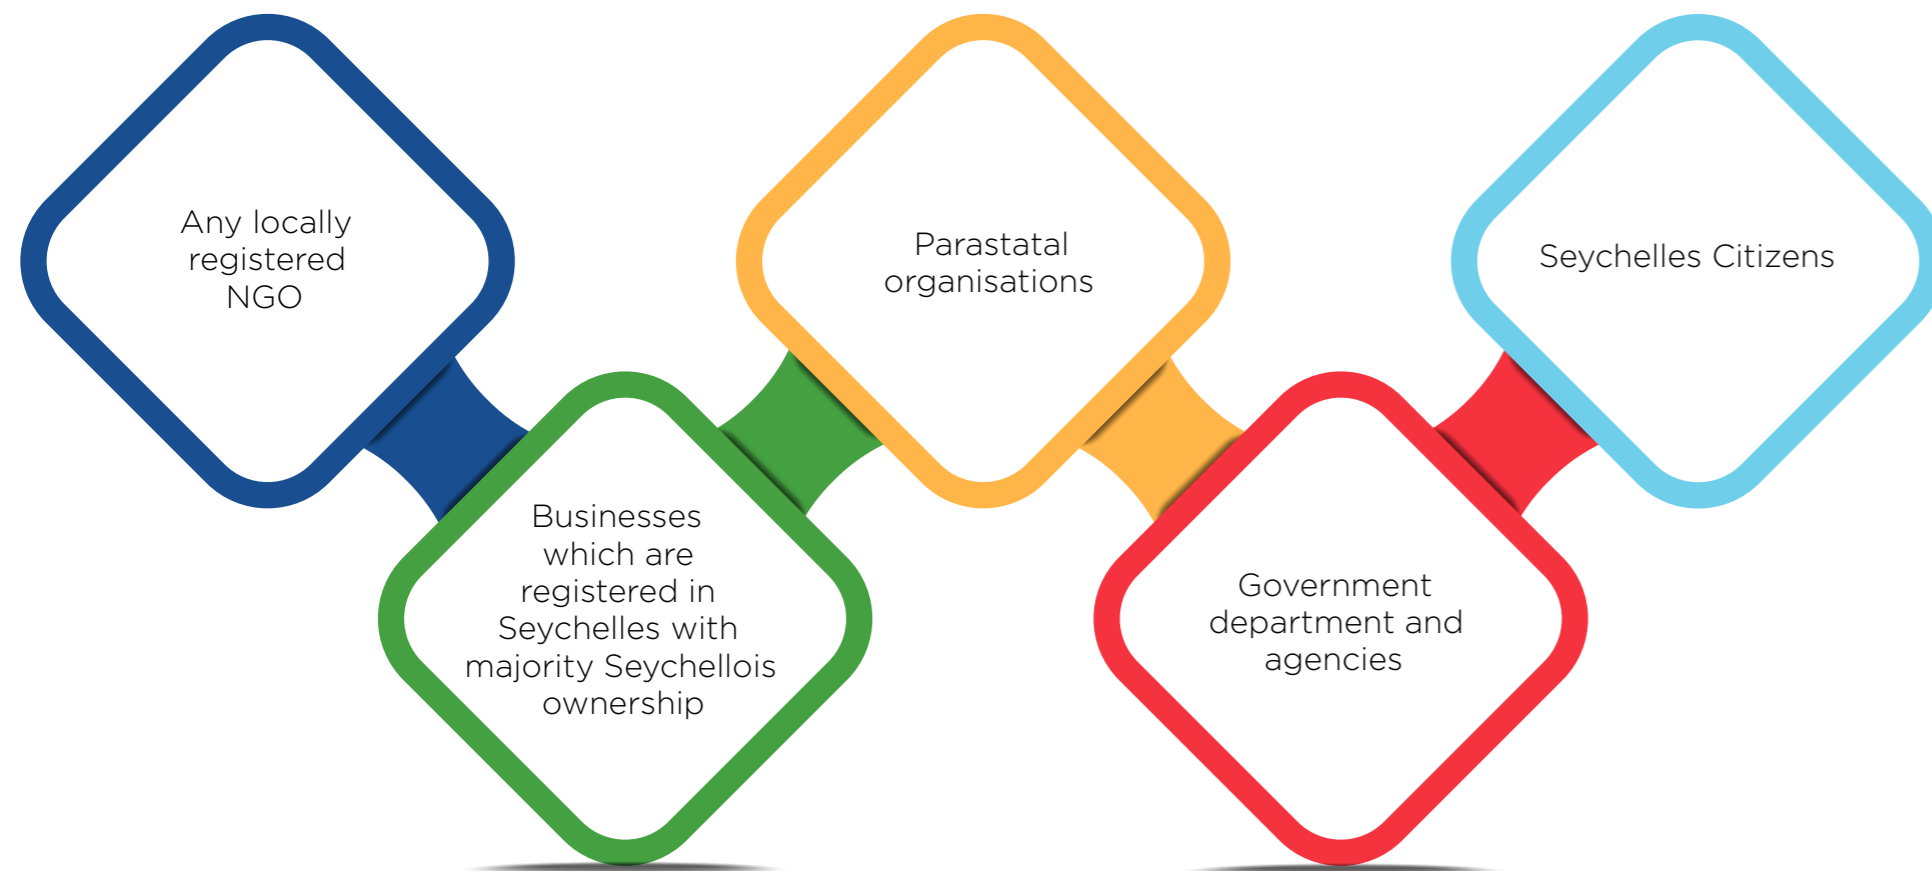 Any locally
registered
NGO
Businesses
which are
registered in
Seychelles with
majority Seychellois
ownership
Parastatal
organisations
Government
department and
agencies
Seychelles Citizens